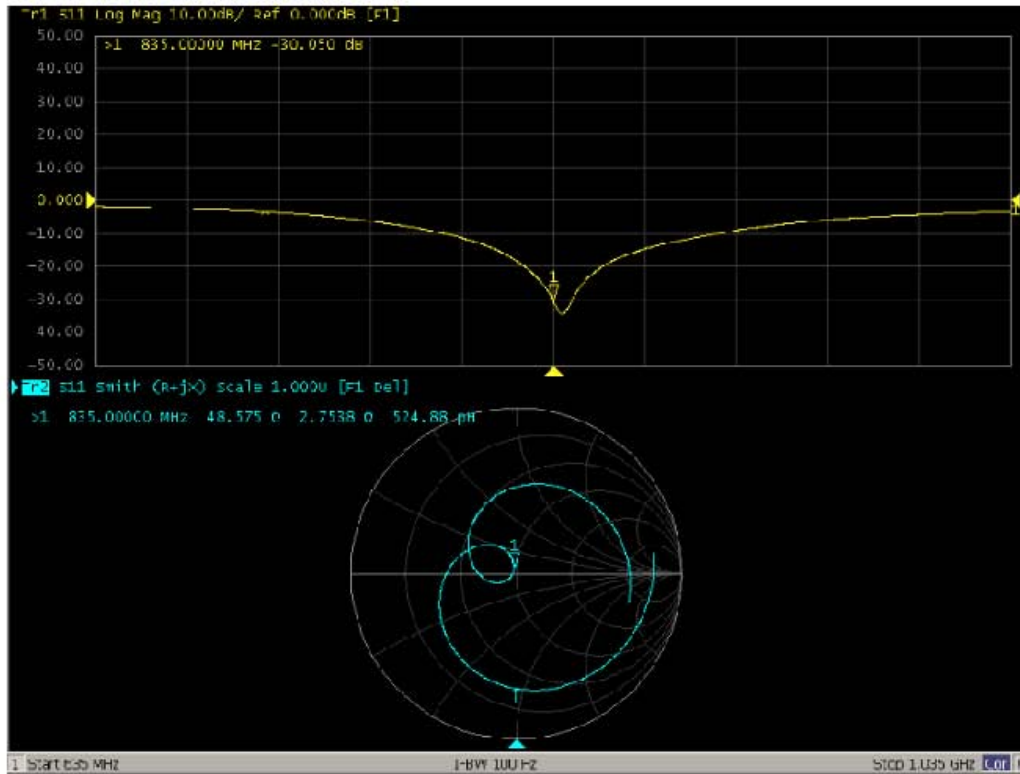 Tr1 S11 Log Mag 10.00dB/ Ref 0.000dB [F1]
50.00
>1 835.00000 MHz -30.050 dB
40.00
30.00
20.00
10.00
0.000
-10.00
-20.00
1
-30.00
-40.00
-50.00
Tr2 S11 Smith (R+jX) Scale 1.000U [F1 Del]
>1 835.00000 MHz 48.575 Ω 2.7538 Ω 524.88 pH
1
1 Start 635 MHz IFBW 100 Hz Stop 1.035 GHz Cor